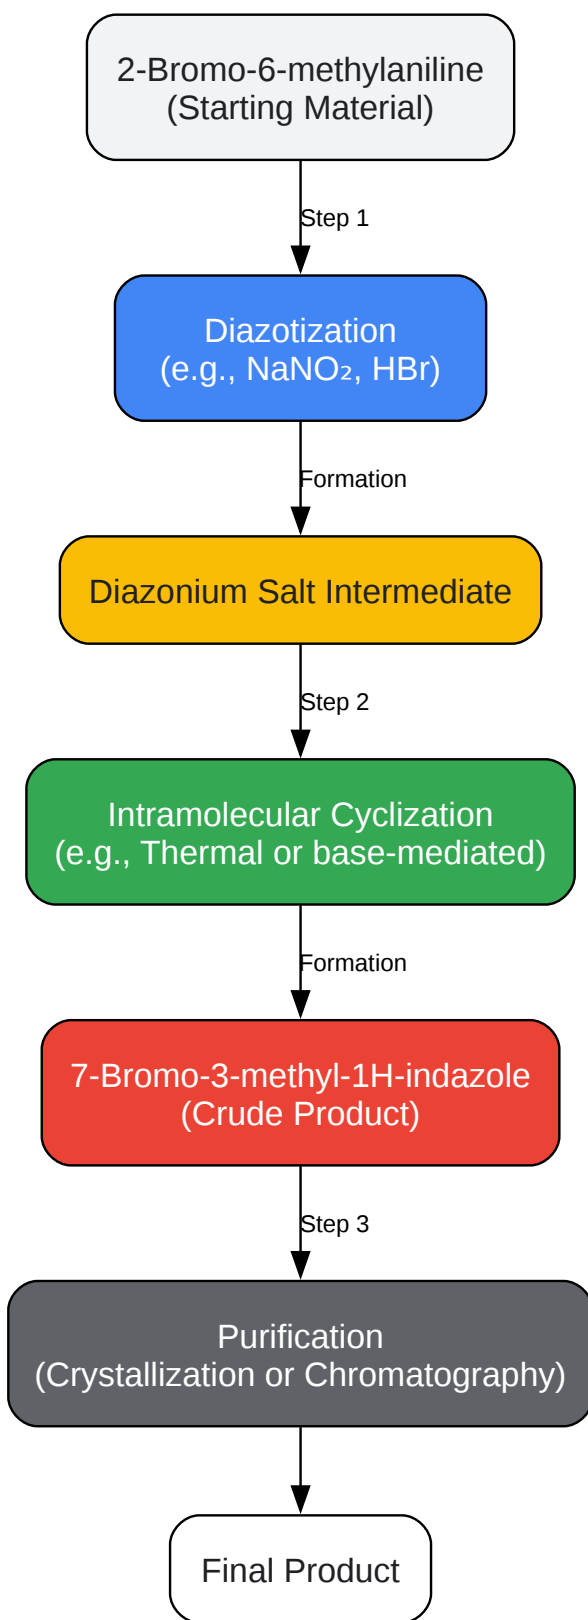 2-Bromo-6-methylaniline
(Starting Material)
Step 1
Diazotization
(e.g., NaNO₂, HBr)
Formation
Diazonium Salt Intermediate
Step 2
Intramolecular Cyclization
(e.g., Thermal or base-mediated)
Formation
7-Bromo-3-methyl-1H-indazole
(Crude Product)
Step 3
Purification
(Crystallization or Chromatography)
Final Product